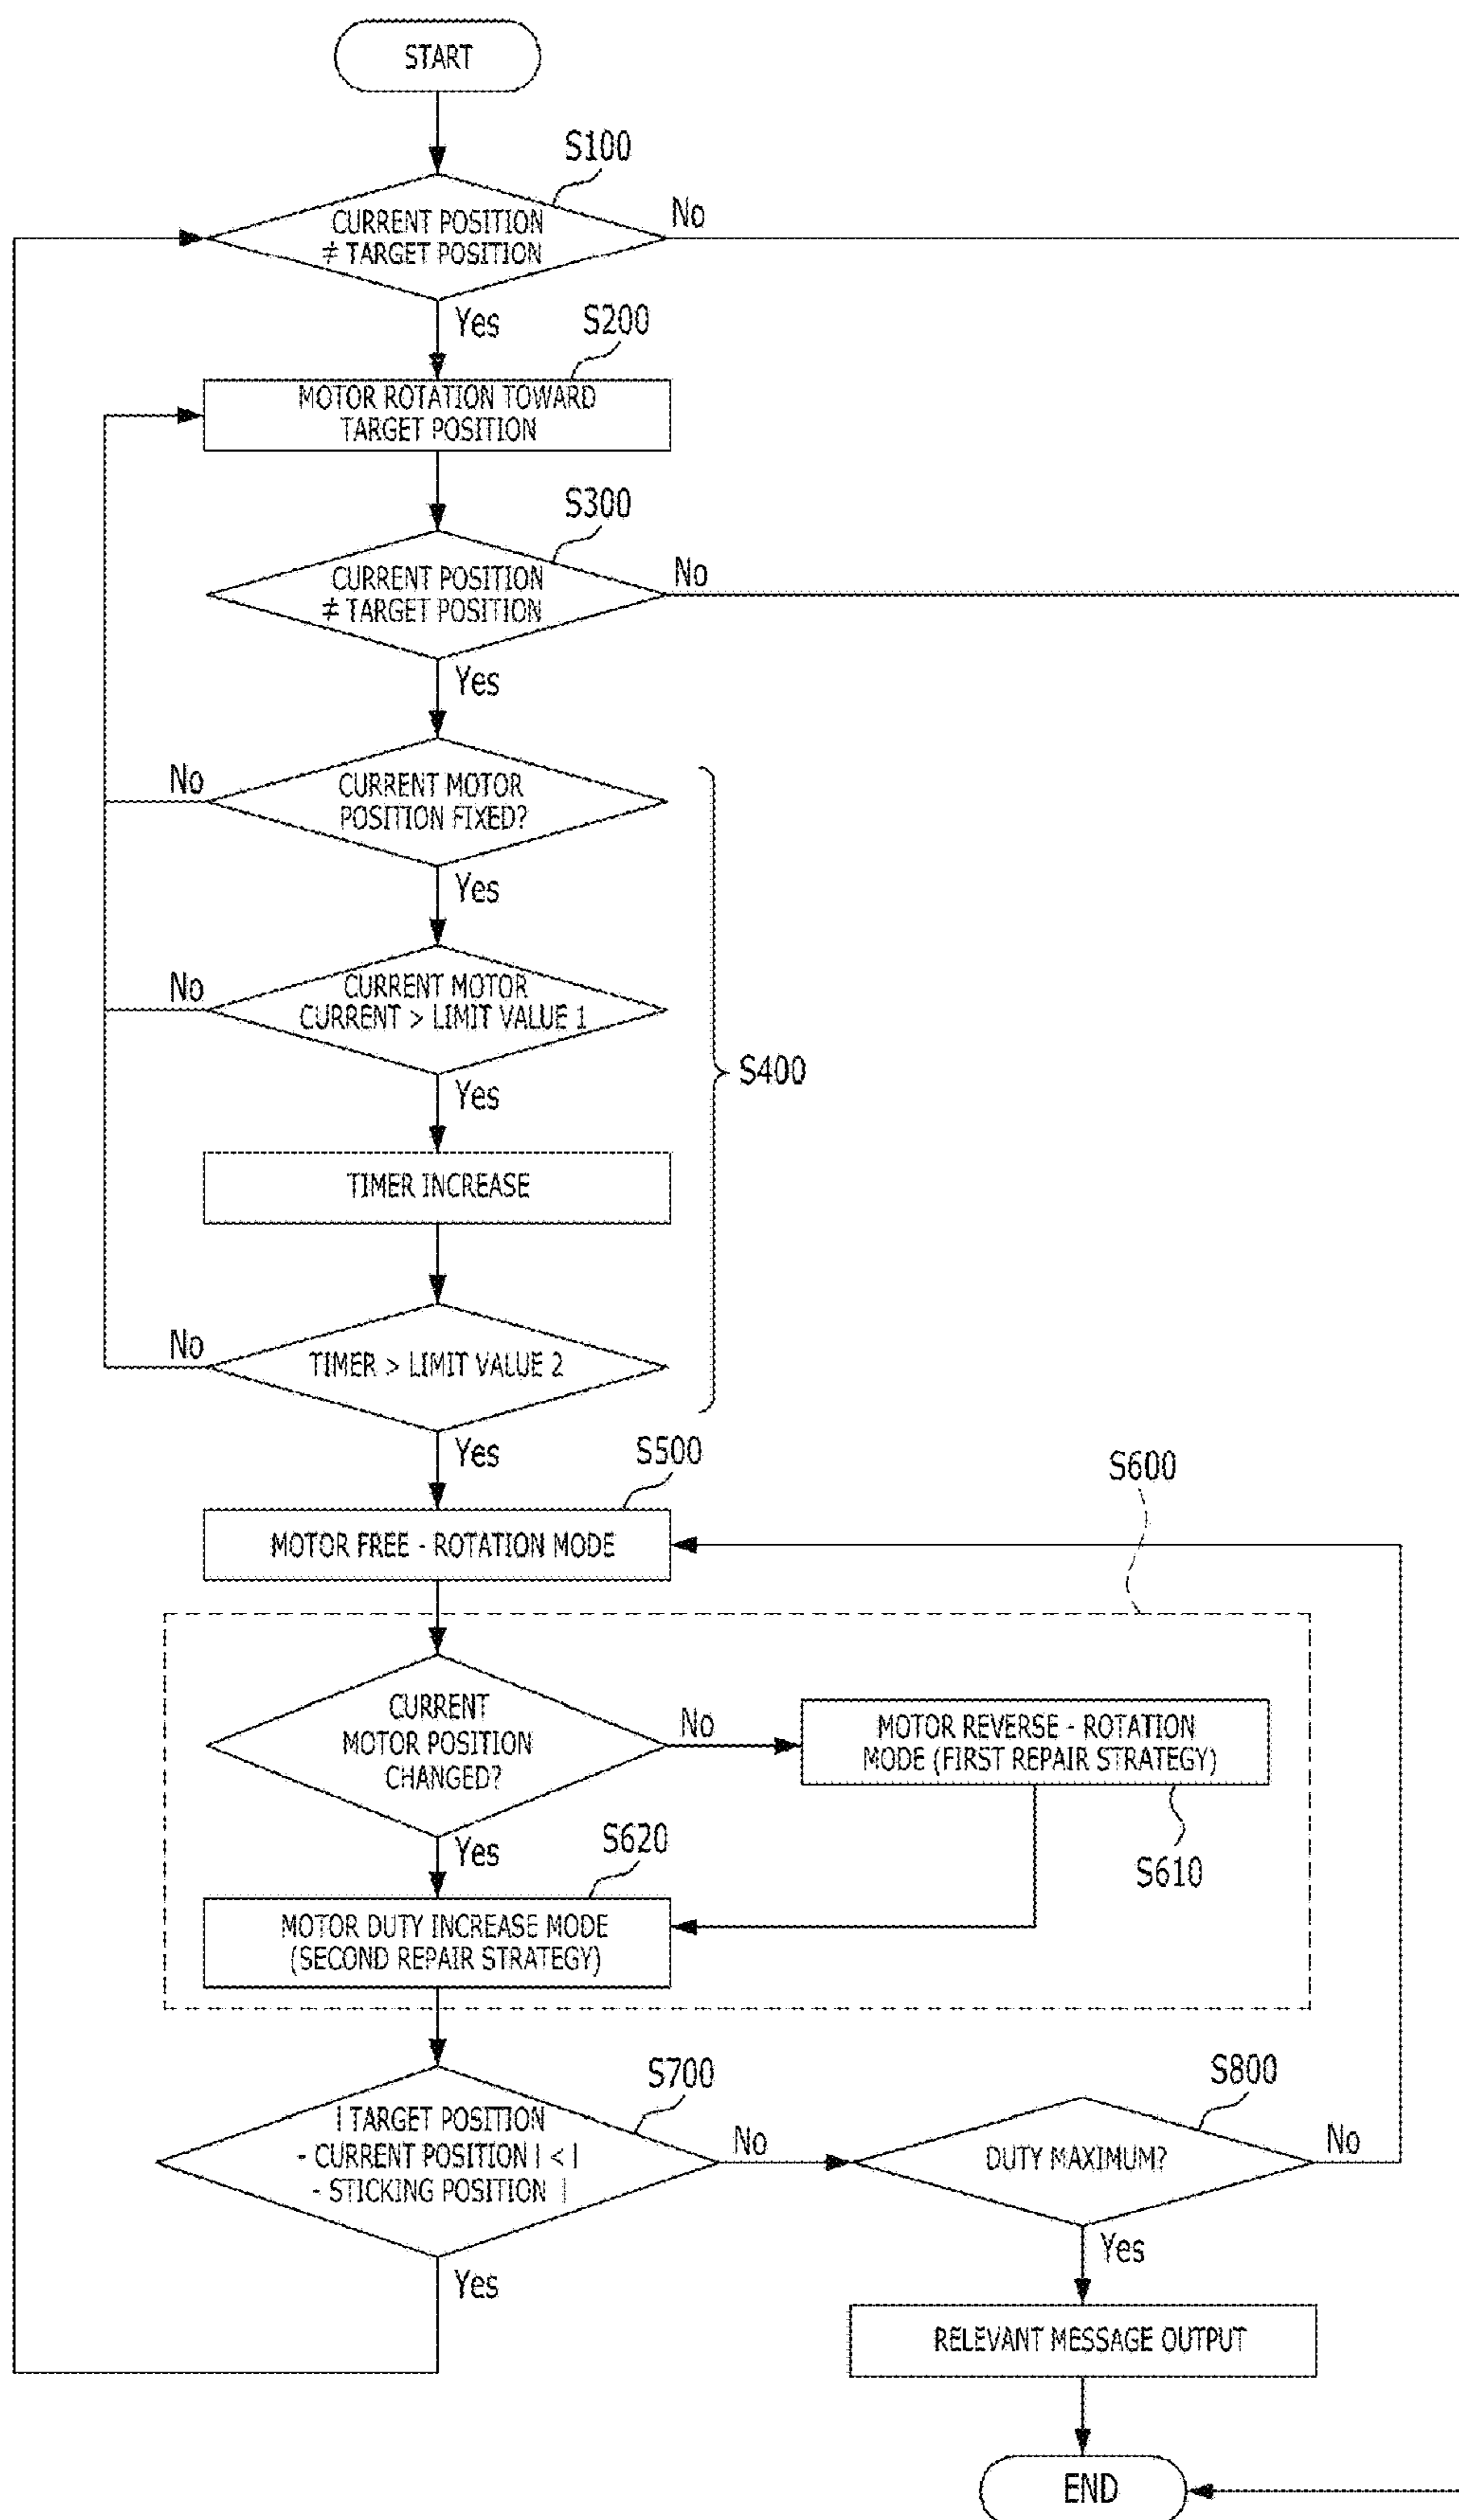 START
S100
CURRENT POSITION
≠ TARGET POSITION
No
Yes
S200
MOTOR ROTATION TOWARD
TARGET POSITION
S300
CURRENT POSITION
≠ TARGET POSITION
No
Yes
CURRENT MOTOR
POSITION FIXED?
No
Yes
CURRENT MOTOR
CURRENT > LIMIT VALUE 1
No
S400
Yes
TIMER INCREASE
TIMER > LIMIT VALUE 2
No
Yes
S500
MOTOR FREE - ROTATION MODE
S600
CURRENT
MOTOR POSITION
CHANGED?
No
MOTOR REVERSE - ROTATION
MODE (FIRST REPAIR STRATEGY)
S610
Yes
S620
MOTOR DUTY INCREASE MODE
(SECOND REPAIR STRATEGY)
S700
| TARGET POSITION
- CURRENT POSITION | < |
- STICKING POSITION |
No
Yes
S800
DUTY MAXIMUM?
No
Yes
RELEVANT MESSAGE OUTPUT
END